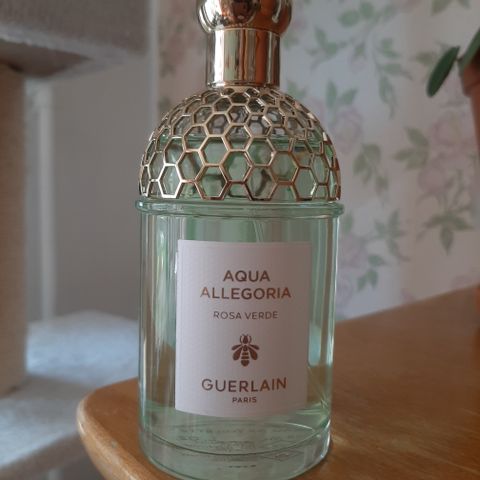 AQUA
ALLEGORIA
ROSA VERDE
GUERLAIN
PARIS